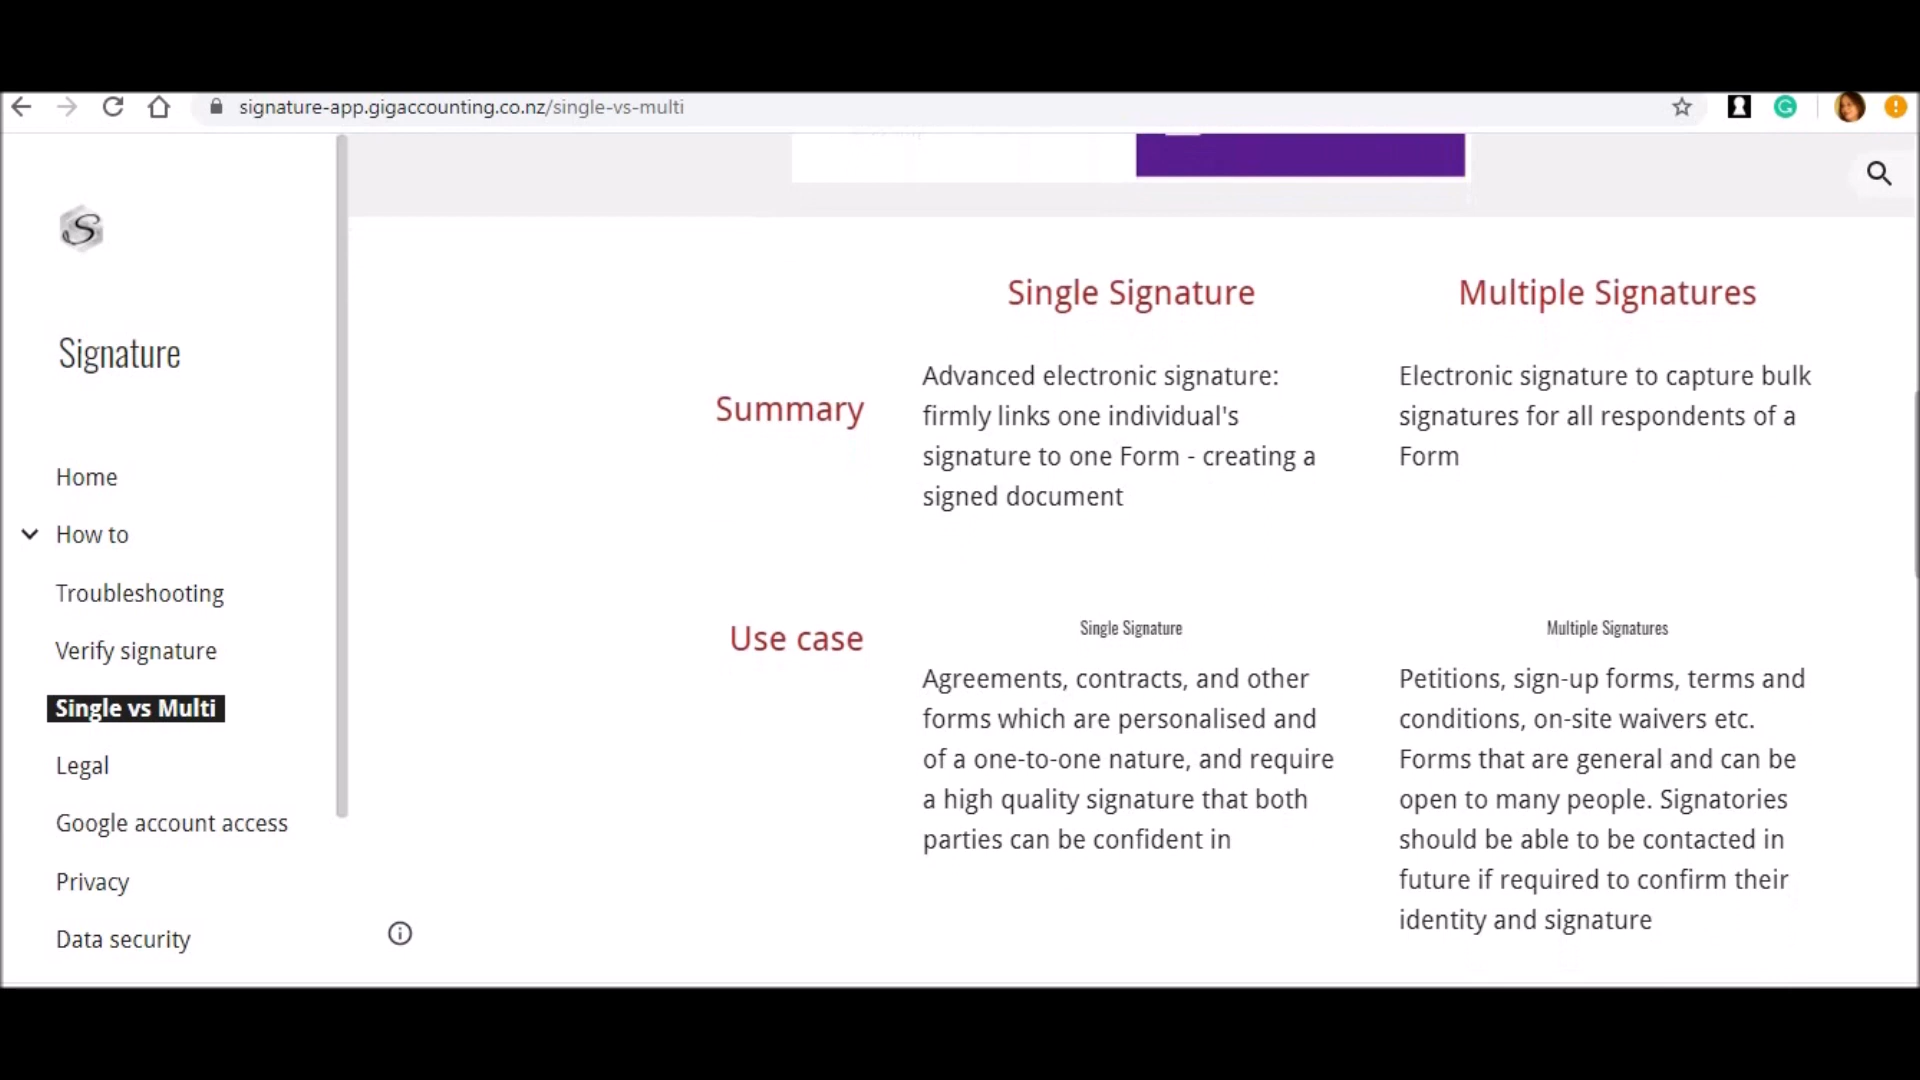 signature-app.gigaccounting.co.nz/single-vs-multi
S
Signature
Home
How to
Troubleshooting
Verify signature
Single vs Multi
Legal
Google account access
Privacy
Data security
Single Signature
Multiple Signatures
Summary
Advanced electronic signature:
firmly links one individual's
signature to one Form - creating a
signed document
Electronic signature to capture bulk
signatures for all respondents of a
Form
Use case
Single Signature
Agreements, contracts, and other
forms which are personalised and
of a one-to-one nature, and require
a high quality signature that both
parties can be confident in
Multiple Signatures
Petitions, sign-up forms, terms and
conditions, on-site waivers etc.
Forms that are general and can be
open to many people. Signatories
should be able to be contacted in
future if required to confirm their
identity and signature